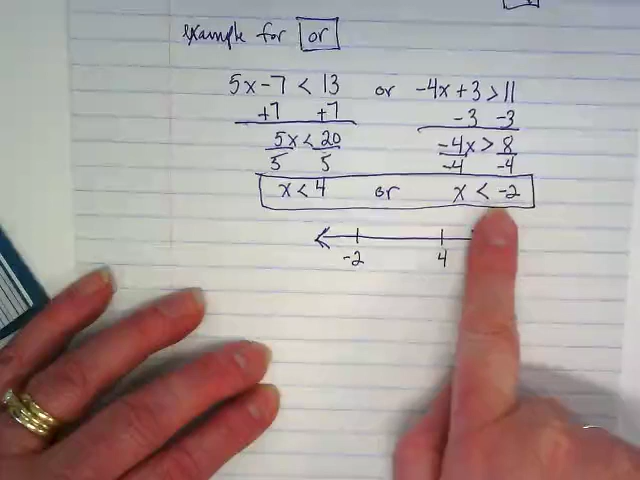 example for or
5x-7 < 13 or -4x+3 > 11
+7 +7 -3 -3
5x < 20 -4x > 8
5 5 -4 -4
x < 4 or x < -2
-2 4